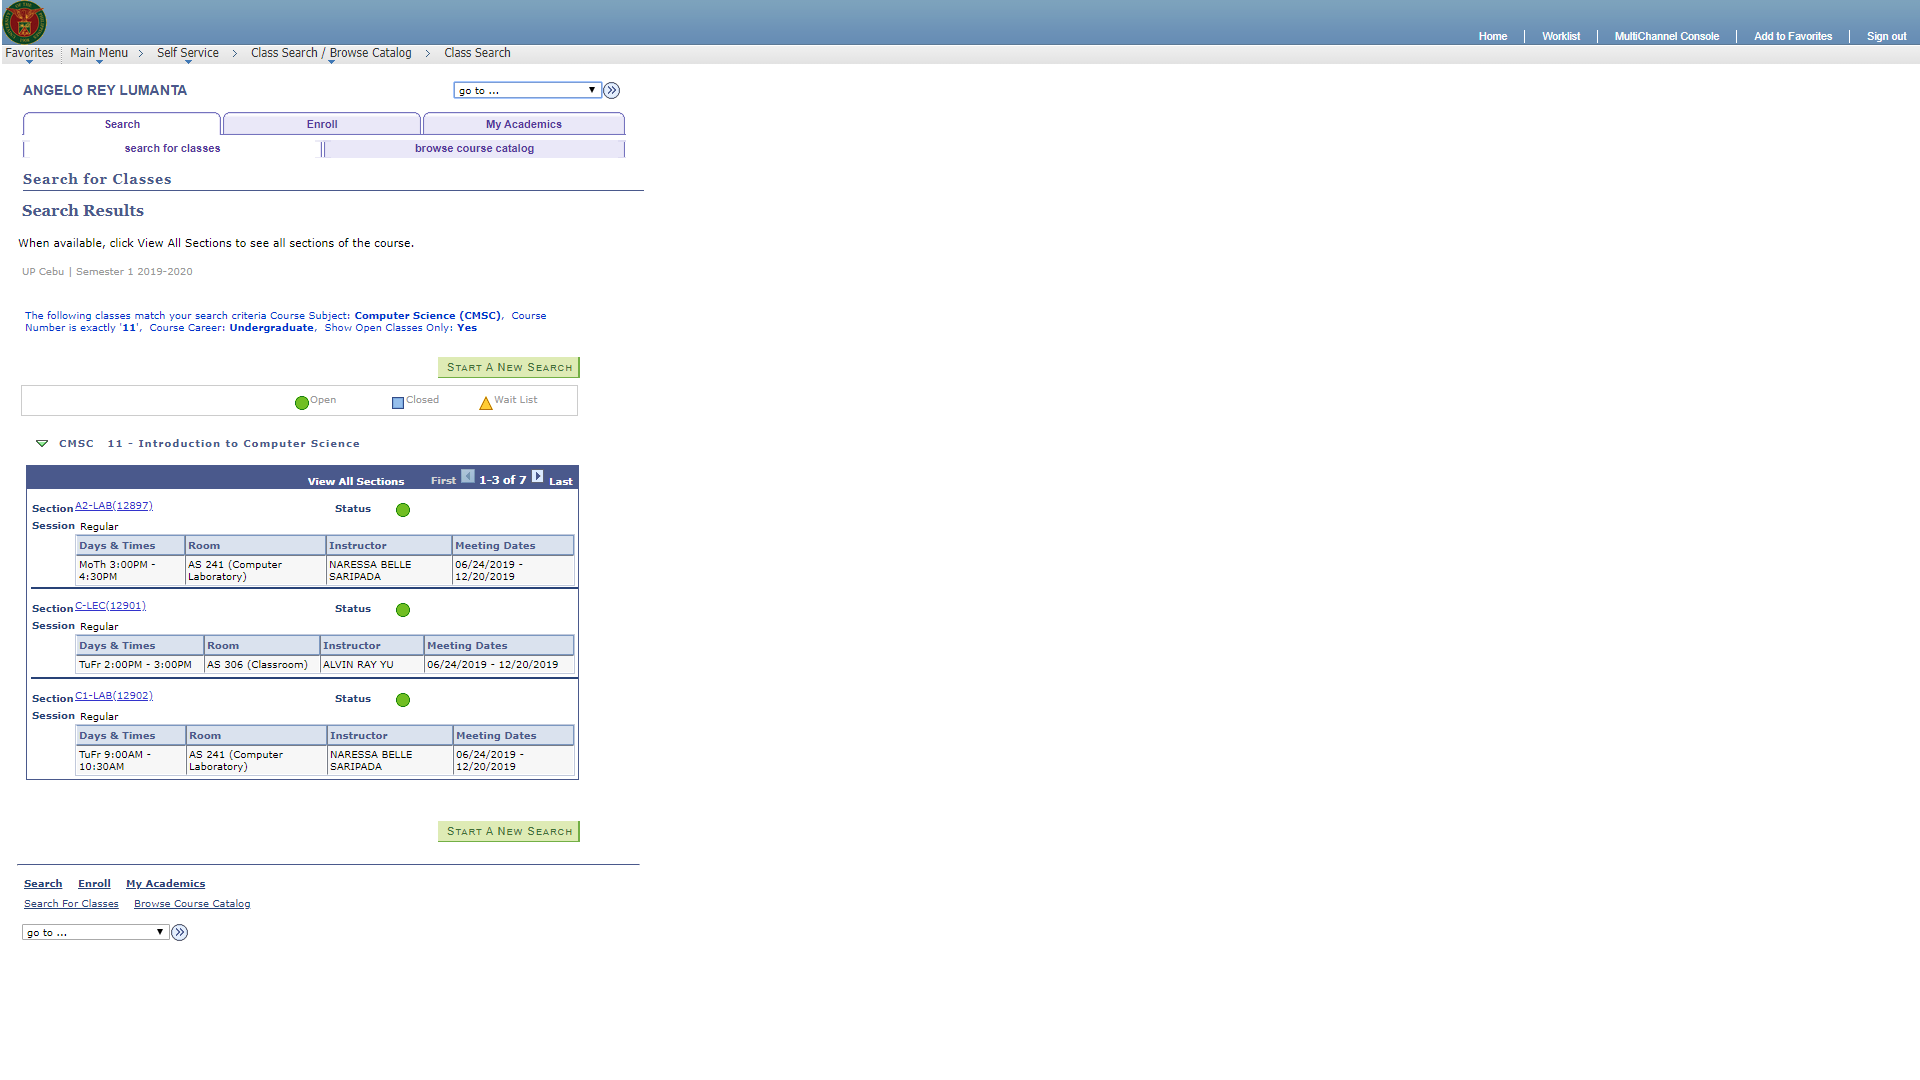 Home Worklist MultiChannel Console Add to Favorites Sign out
Favorites Main Menu > Self Service > Class Search / Browse Catalog > Class Search
ANGELO REY LUMANTA
go to ...
Search Enroll My Academics
search for classes browse course catalog
Search for Classes
Search Results
When available, click View All Sections to see all sections of the course.
UP Cebu | Semester 1 2019-2020
The following classes match your search criteria Course Subject: Computer Science (CMSC), Course
Number is exactly '11', Course Career: Undergraduate, Show Open Classes Only: Yes
START A NEW SEARCH
Open Closed Wait List
CMSC 11 - Introduction to Computer Science
View All Sections First 1-3 of 7 Last
Section A2-LAB(12897) Status
Session Regular
Days & Times Room Instructor Meeting Dates
MoTh 3:00PM - AS 241 (Computer NARESSA BELLE 06/24/2019 -
4:30PM Laboratory) SARIPADA 12/20/2019
Section C-LEC(12901) Status
Session Regular
Days & Times Room Instructor Meeting Dates
TuFr 2:00PM - 3:00PM AS 306 (Classroom) ALVIN RAY YU 06/24/2019 - 12/20/2019
Section C1-LAB(12902) Status
Session Regular
Days & Times Room Instructor Meeting Dates
TuFr 9:00AM - AS 241 (Computer NARESSA BELLE 06/24/2019 -
10:30AM Laboratory) SARIPADA 12/20/2019
START A NEW SEARCH
Search Enroll My Academics
Search For Classes Browse Course Catalog
go to ...